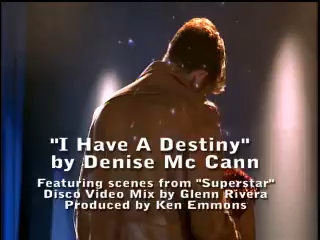 "I Have A Destiny"
by Denise Mc Cann
Featuring scenes from "Superstar"
Disco Video Mix by Glenn Rivera
Produced by Ken Emmons